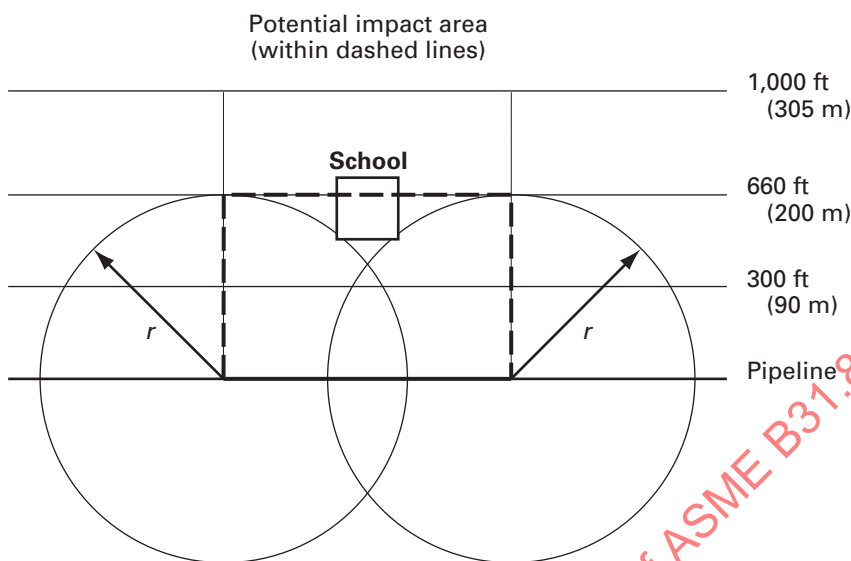 Potential impact area
(within dashed lines)
1,000 ft
(305 m)
School
660 ft
(200 m)
300 ft
(90 m)
r
r
Pipeline
of ASME B31.8